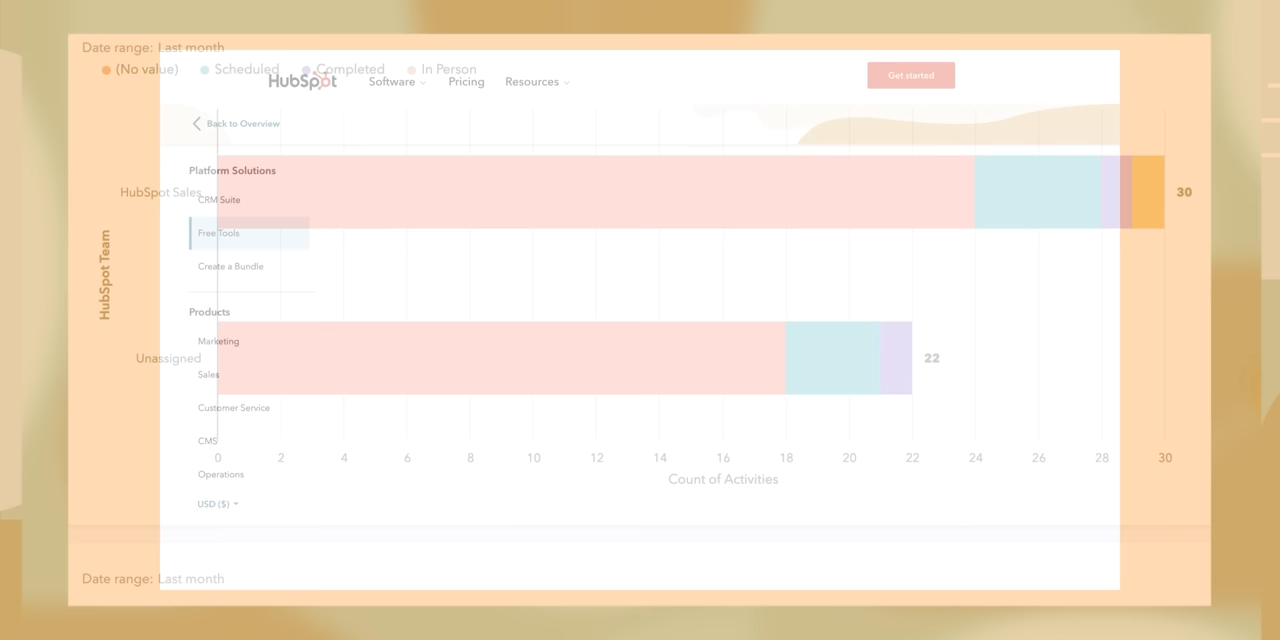 Date range: Last month
(No value) Scheduled Completed In Person
HubSpot Software Pricing Resources Get started
Back to Overview
Platform Solutions
HubSpot Sales 30
CRM Suite
Free Tools
Create a Bundle
HubSpot Team
Products
Marketing
Unassigned 22
Sales
Customer Service
CMS
0 2 4 6 8 10 12 14 16 18 20 22 24 26 28 30
Operations
Count of Activities
USD ($)
Date range: Last month